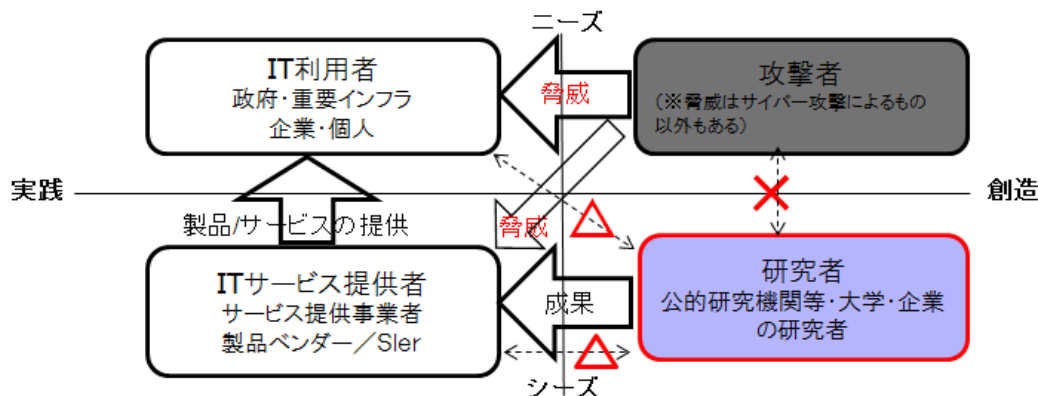 ニーズ
IT利用者
政府・重要インフラ
企業・個人
脅威
攻撃者
（※脅威はサイバー攻撃によるもの
以外もある）
実践
創造
製品/サービスの提供
脅威
ITサービス提供者
サービス提供事業者
製品ベンダー／SIer
成果
研究者
公的研究機関等・大学・企業
の研究者
シーズ